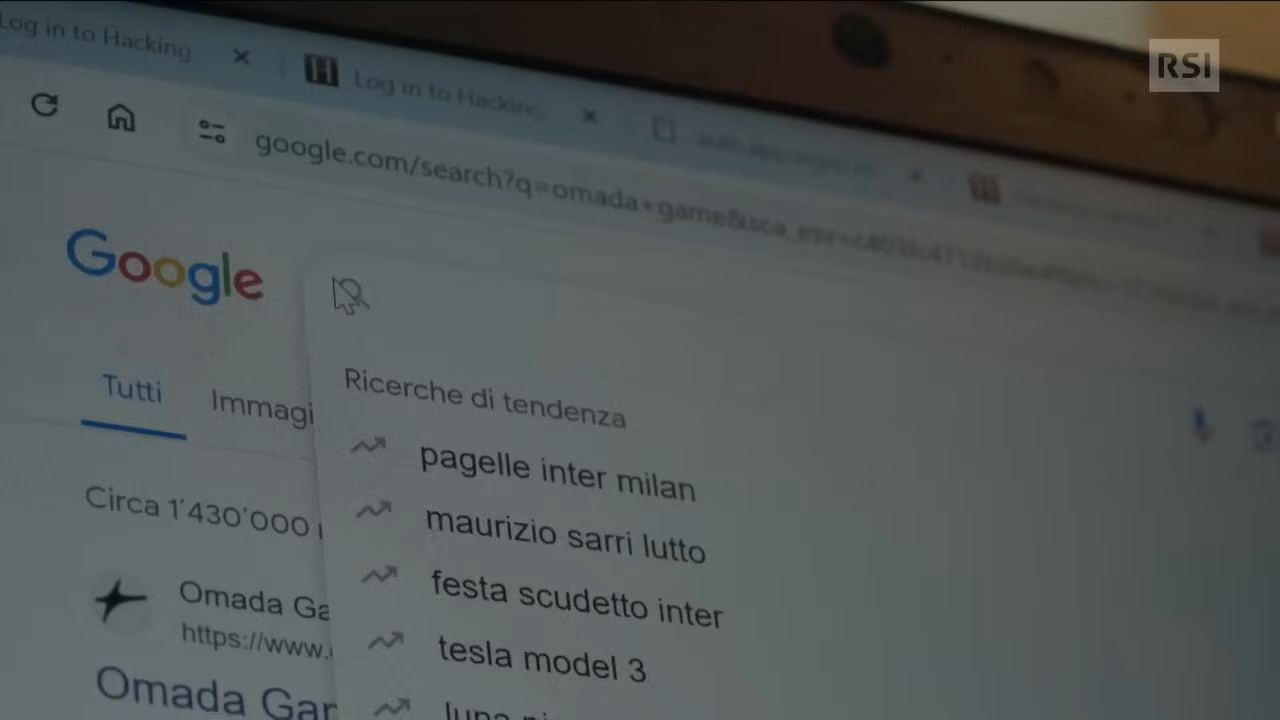 Log in to Hacking
Log in to Hacking
RSI
google.com/search?q=omada+game&sca_esv=
Google
Ricerche di tendenza
Tutti
Immagi
pagelle inter milan
Circa 1'430'000
maurizio sarri lutto
festa scudetto inter
Omada Ga
https://www.
tesla model 3
Omada Gar
luna